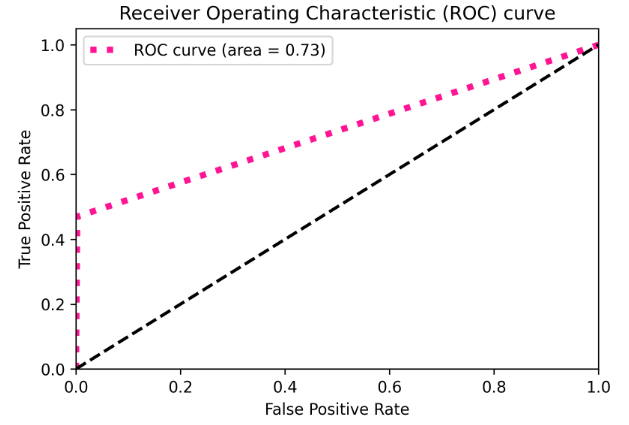 Receiver Operating Characteristic (ROC) curve
ROC curve (area = 0.73)
True Positive Rate
1.0
0.8
0.6
0.4
0.2
0.0
0.0 0.2 0.4 0.6 0.8 1.0
False Positive Rate